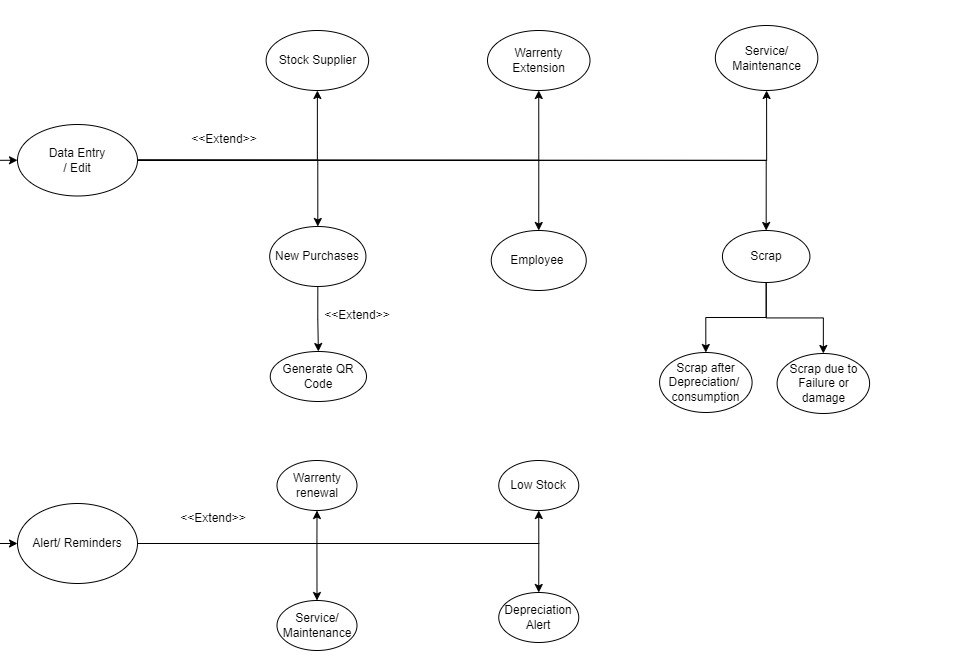 Stock Supplier
Warrenty
Extension
Service/
Maintenance
<<Extend>>
Data Entry
/ Edit
New Purchases
Employee
Scrap
<<Extend>>
Generate QR
Code
Scrap after
Depreciation/
consumption
Scrap due to
Failure or
damage
Warrenty
renewal
Low Stock
<<Extend>>
Alert/ Reminders
Service/
Maintenance
Depreciation
Alert